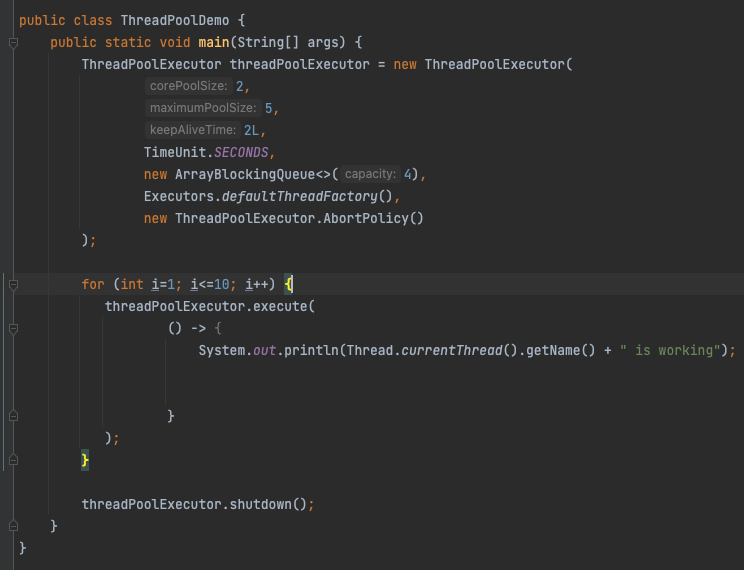 public class ThreadPoolDemo {
public static void main(String[] args) {
ThreadPoolExecutor threadPoolExecutor = new ThreadPoolExecutor(
corePoolSize: 2,
maximumPoolSize: 5,
keepAliveTime: 2L,
TimeUnit.SECONDS,
new ArrayBlockingQueue<>( capacity: 4),
Executors.defaultThreadFactory(),
new ThreadPoolExecutor.AbortPolicy()
);
for (int i=1; i<=10; i++) {
threadPoolExecutor.execute(
() -> {
System.out.println(Thread.currentThread().getName() + " is working");
}
);
}
threadPoolExecutor.shutdown();
}
}